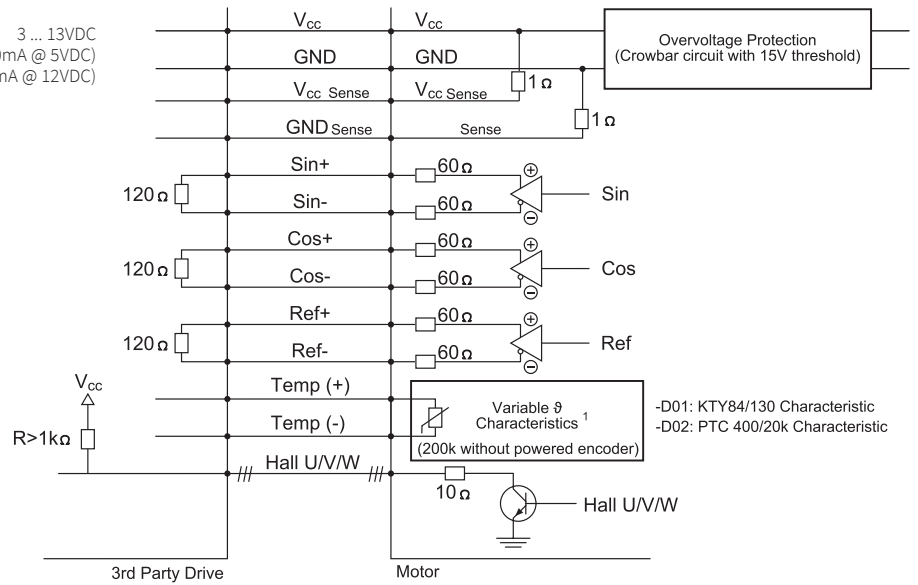 3 ... 13VDC
mA @ 5VDC)
mA @ 12VDC)
Vcc
Vcc
GND
GND
Vcc Sense
Vcc Sense
GND Sense
Sense
1 Ω
1 Ω
Overvoltage Protection
(Crowbar circuit with 15V threshold)
120 Ω
Sin+
60 Ω
Sin-
60 Ω
+
−
Sin
120 Ω
Cos+
60 Ω
Cos-
60 Ω
+
−
Cos
120 Ω
Ref+
60 Ω
Ref-
60 Ω
+
−
Ref
Temp (+)
Temp (-)
Variable ϑ
Characteristics 1
(200k without powered encoder)
-D01: KTY84/130 Characteristic
-D02: PTC 400/20k Characteristic
Vcc
R>1kΩ
Hall U/V/W
10 Ω
Hall U/V/W
3rd Party Drive
Motor